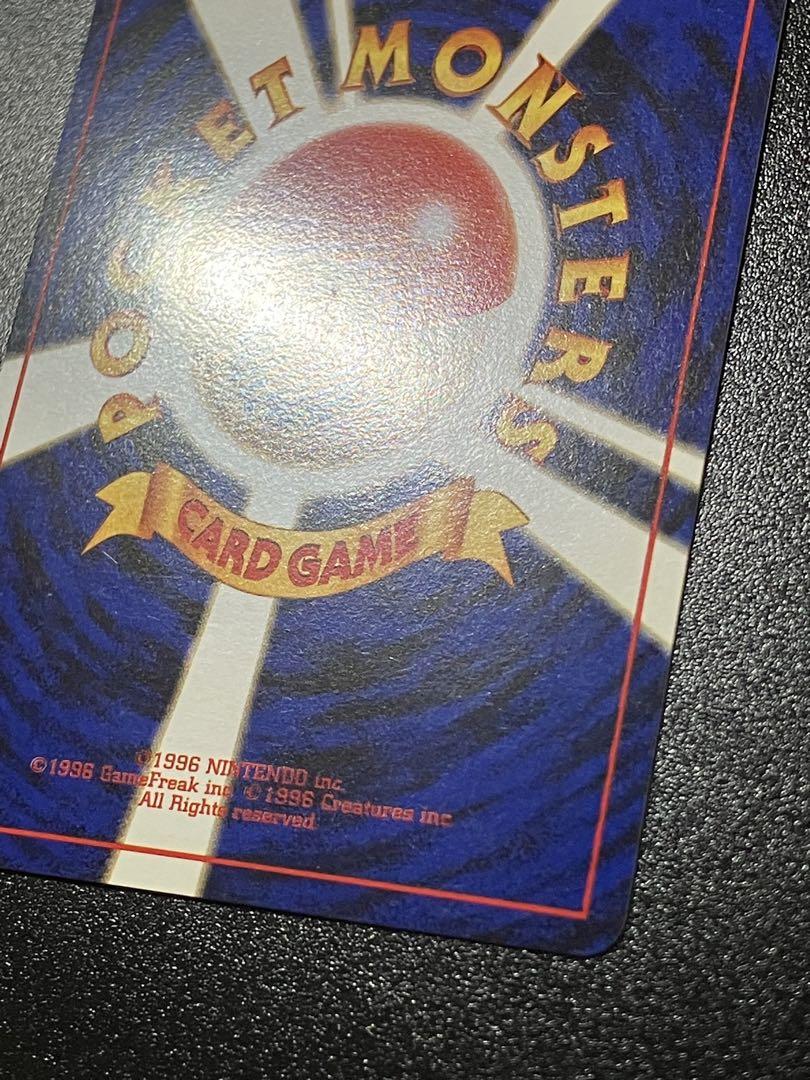 POCKET MONSTERS
CARD GAME
©1996 NINTENDO inc.
©1996 GameFreak inc. ©1996 Creatures inc.
All Rights reserved.